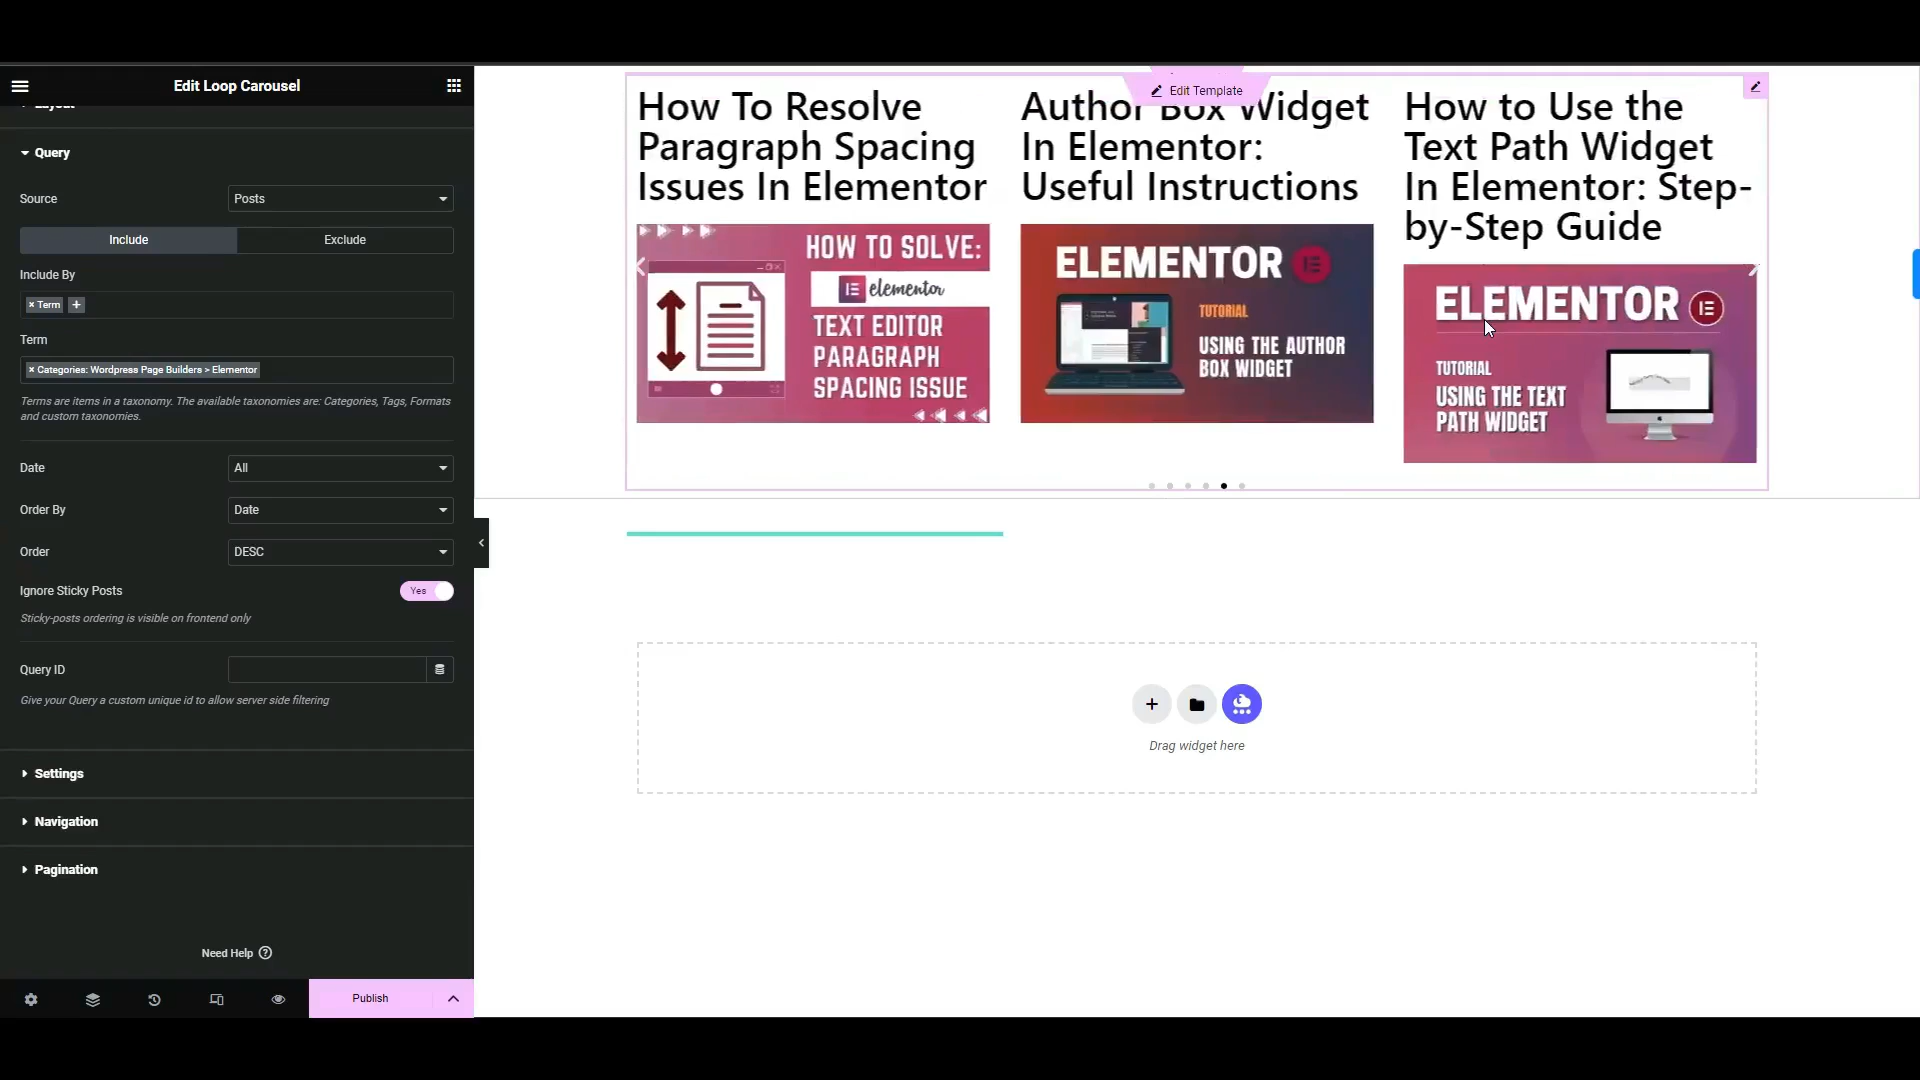 Edit Loop Carousel
Layout
Query
Source
Posts
Include
Exclude
Include By
× Term +
Term
× Categories: Wordpress Page Builders > Elementor
Terms are items in a taxonomy. The available taxonomies are: Categories, Tags, Formats
and custom taxonomies.
Date
All
Order By
Date
Order
DESC
Ignore Sticky Posts
Yes
Sticky-posts ordering is visible on frontend only
Query ID
Give your Query a custom unique id to allow server side filtering
Settings
Navigation
Pagination
Need Help ?
Publish
Edit Template
How To Resolve
Paragraph Spacing
Issues In Elementor
HOW TO SOLVE:
elementor
TEXT EDITOR
PARAGRAPH
SPACING ISSUE
Author Box Widget
In Elementor:
Useful Instructions
ELEMENTOR
TUTORIAL
USING THE AUTHOR
BOX WIDGET
How to Use the
Text Path Widget
In Elementor: Step-
by-Step Guide
ELEMENTOR
TUTORIAL
USING THE TEXT
PATH WIDGET
Drag widget here